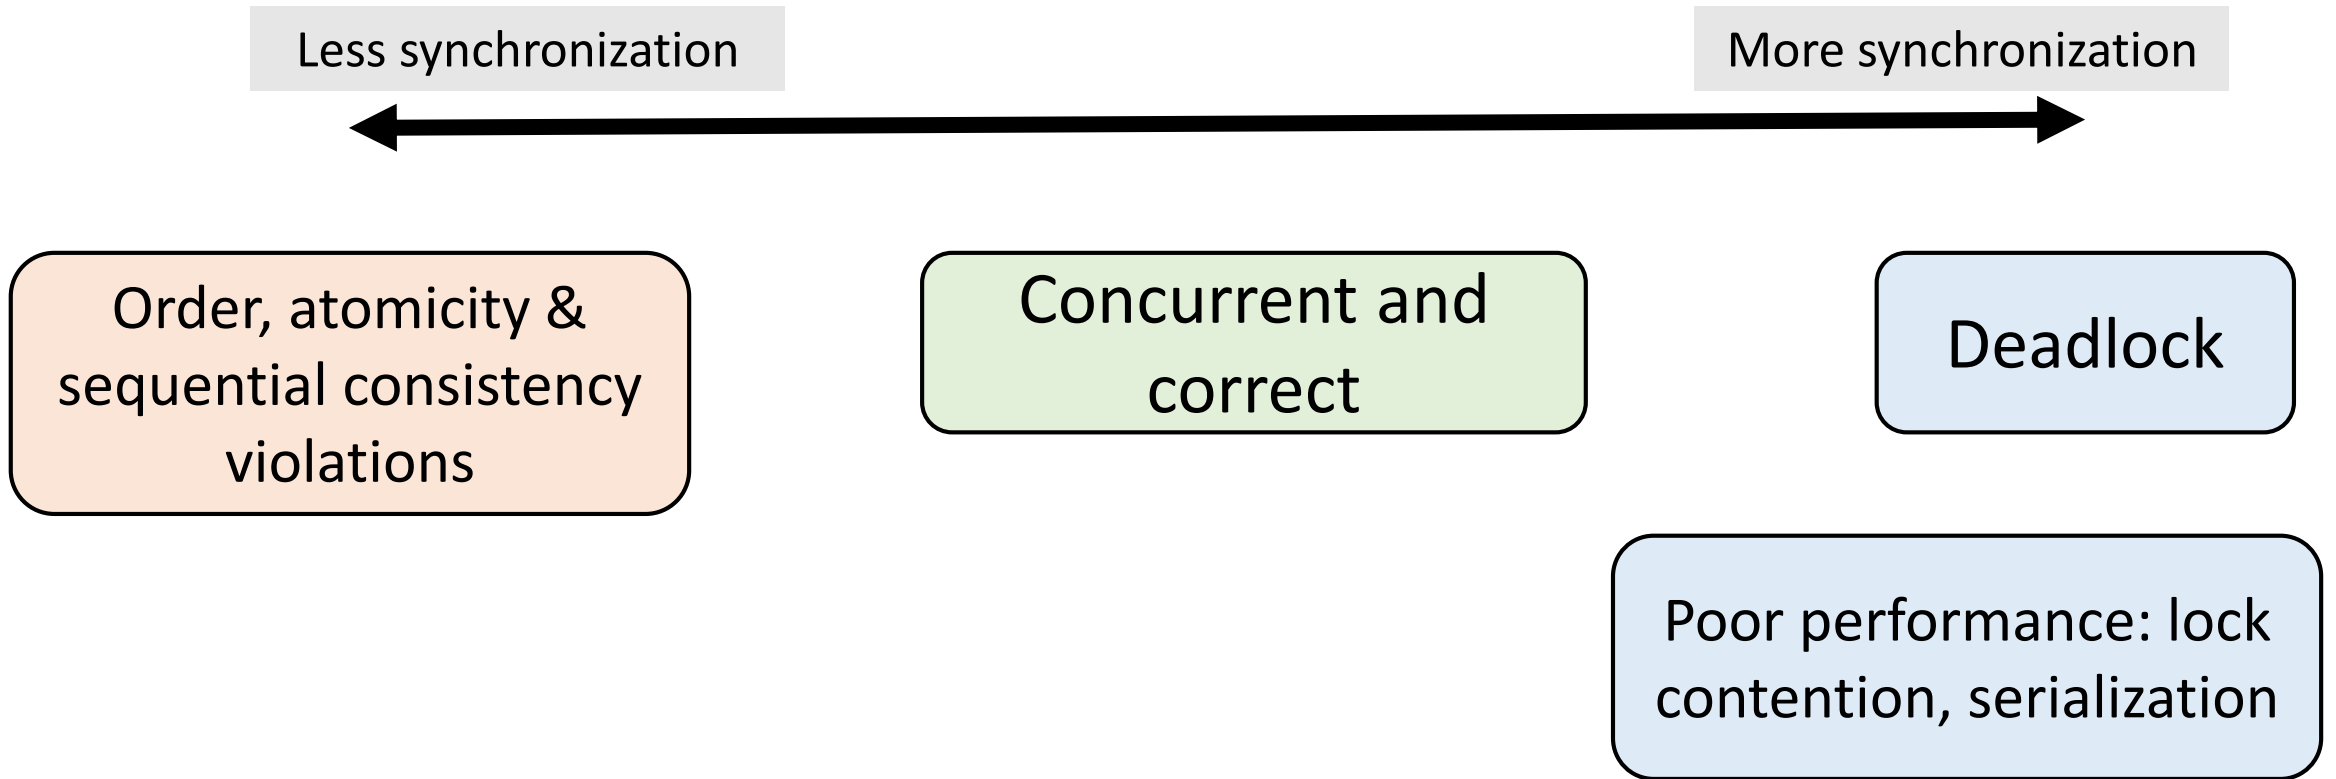 Less synchronization
More synchronization
Order, atomicity &
sequential consistency
violations
Concurrent and
correct
Deadlock
Poor performance: lock
contention, serialization